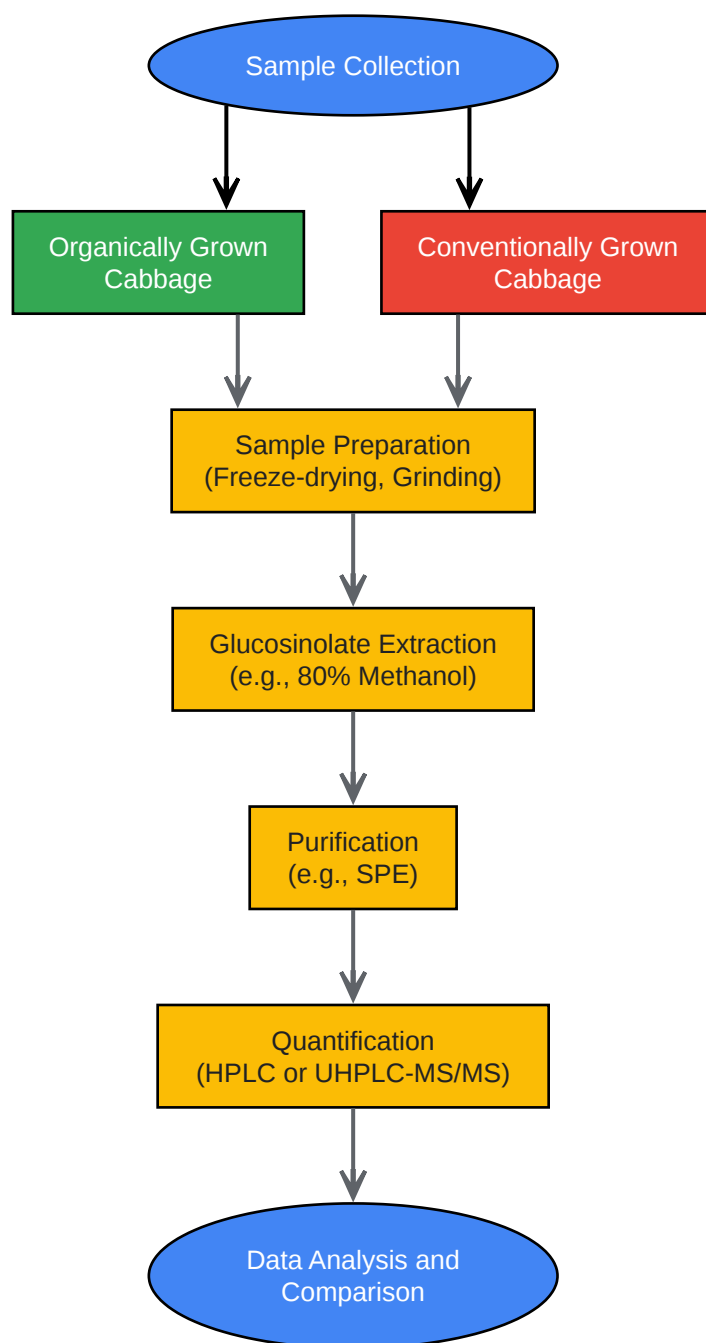 Sample Collection
Organically Grown
Cabbage
Conventionally Grown
Cabbage
Sample Preparation
(Freeze-drying, Grinding)
Glucosinolate Extraction
(e.g., 80% Methanol)
Purification
(e.g., SPE)
Quantification
(HPLC or UHPLC-MS/MS)
Data Analysis and
Comparison